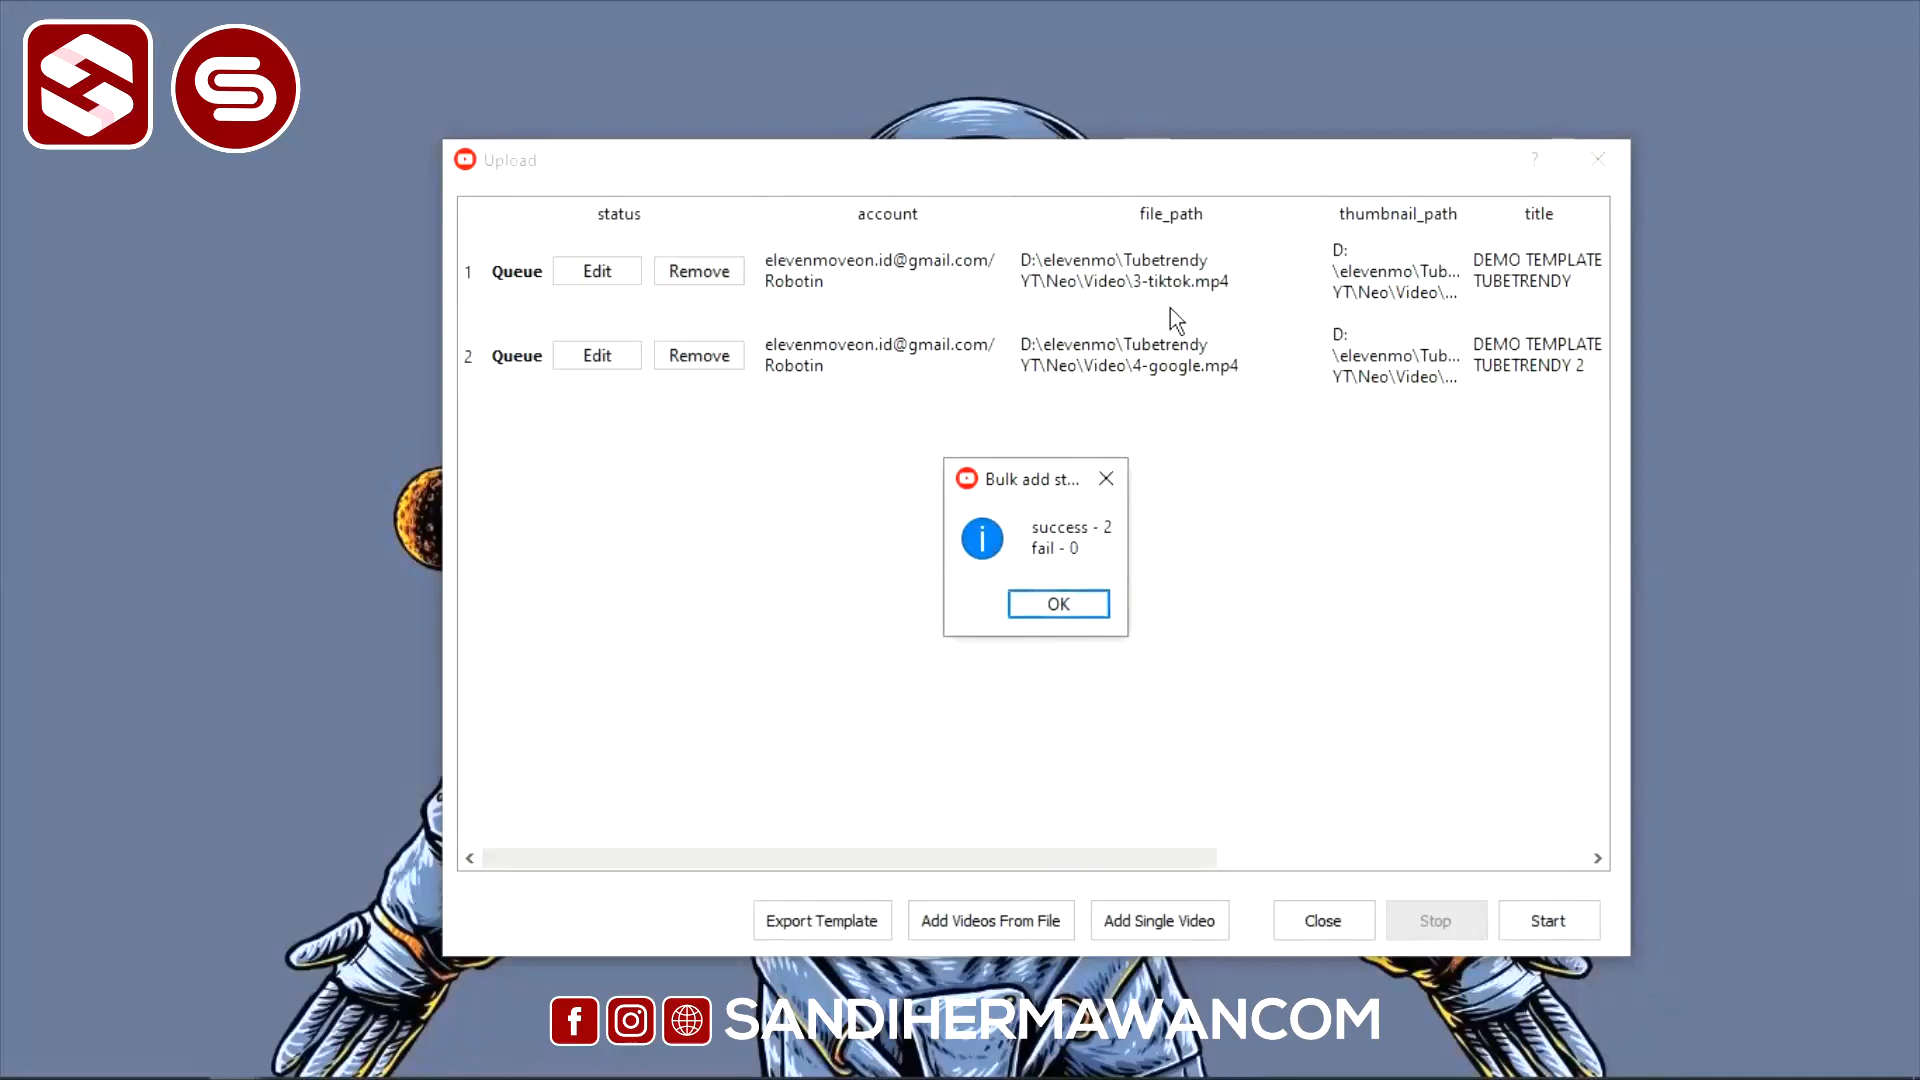 Upload
?
status account file_path thumbnail_path title
1 Queue Edit Remove elevenmoveon.id@gmail.com/ Robotin D:\elevenmo\Tubetrendy YT\Neo\Video\3-tiktok.mp4 D: \elevenmo\Tub... YT\Neo\Video\... DEMO TEMPLATE TUBETRENDY
2 Queue Edit Remove elevenmoveon.id@gmail.com/ Robotin D:\elevenmo\Tubetrendy YT\Neo\Video\4-google.mp4 D: \elevenmo\Tub... YT\Neo\Video\... DEMO TEMPLATE TUBETRENDY 2
Bulk add st...
success - 2
fail - 0
OK
Export Template Add Videos From File Add Single Video Close Stop Start
SANDIHERMAWANCOM